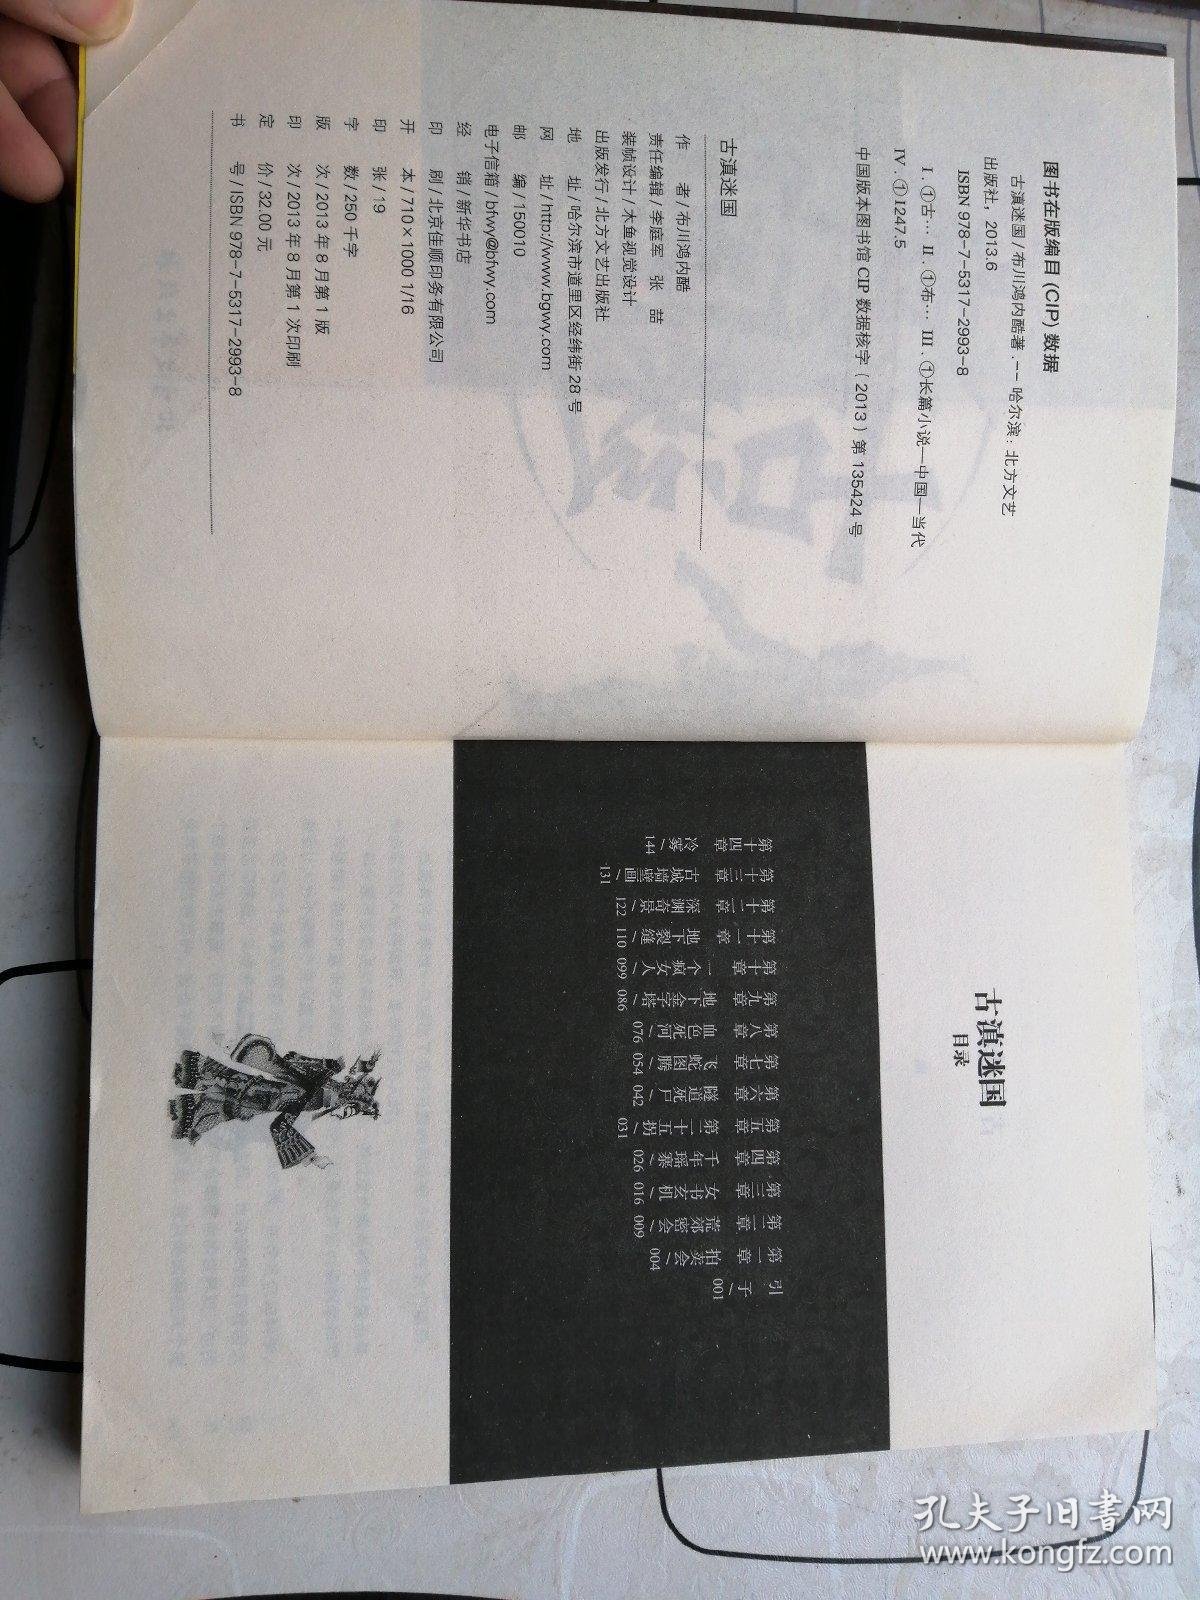 图书在版编目(CIP)数据
古滇迷国/布川鸿内酷著.--哈尔滨：北方文艺
出版社，2013.6
ISBN 978-7-5317-2993-8
Ⅰ.①古… Ⅱ.①布… Ⅲ.①长篇小说—中国—当代
Ⅳ.①I247.5
中国版本图书馆CIP数据核字(2013)第135424号
古滇迷国
作 者/布川鸿内酷
责任编辑/李庭军 张喆
装帧设计/木鱼视觉设计
出版发行/北方文艺出版社
地 址/哈尔滨市道里区经纬街28号
网 址/http://www.bgwy.com
邮 编/150010
电子信箱/bfwy@bfwy.com
经 销/新华书店
印 刷/北京佳顺印务有限公司
开 本/710×1000 1/16
印 张/19
字 数/250千字
版 次/2013年8月第1版
印 次/2013年8月第1次印刷
定 价/32.00元
书 号/ISBN 978-7-5317-2993-8
古滇迷国
目录
引子/001
第一章 拍卖会/004
第二章 荒郊密会/009
第三章 女书玄机/016
第四章 千年瑶寨/026
第五章 第二十五拐/031
第六章 隧道死尸/042
第七章 飞蛇图腾/054
第八章 血色死河/076
第九章 地下金字塔/086
第十章 一个疯女人/099
第十一章 地下裂缝/110
第十二章 深渊奇景/122
第十三章 古城墙壁画/131
第十四章 冷雾/144
孔夫子旧书网
www.kongfz.com